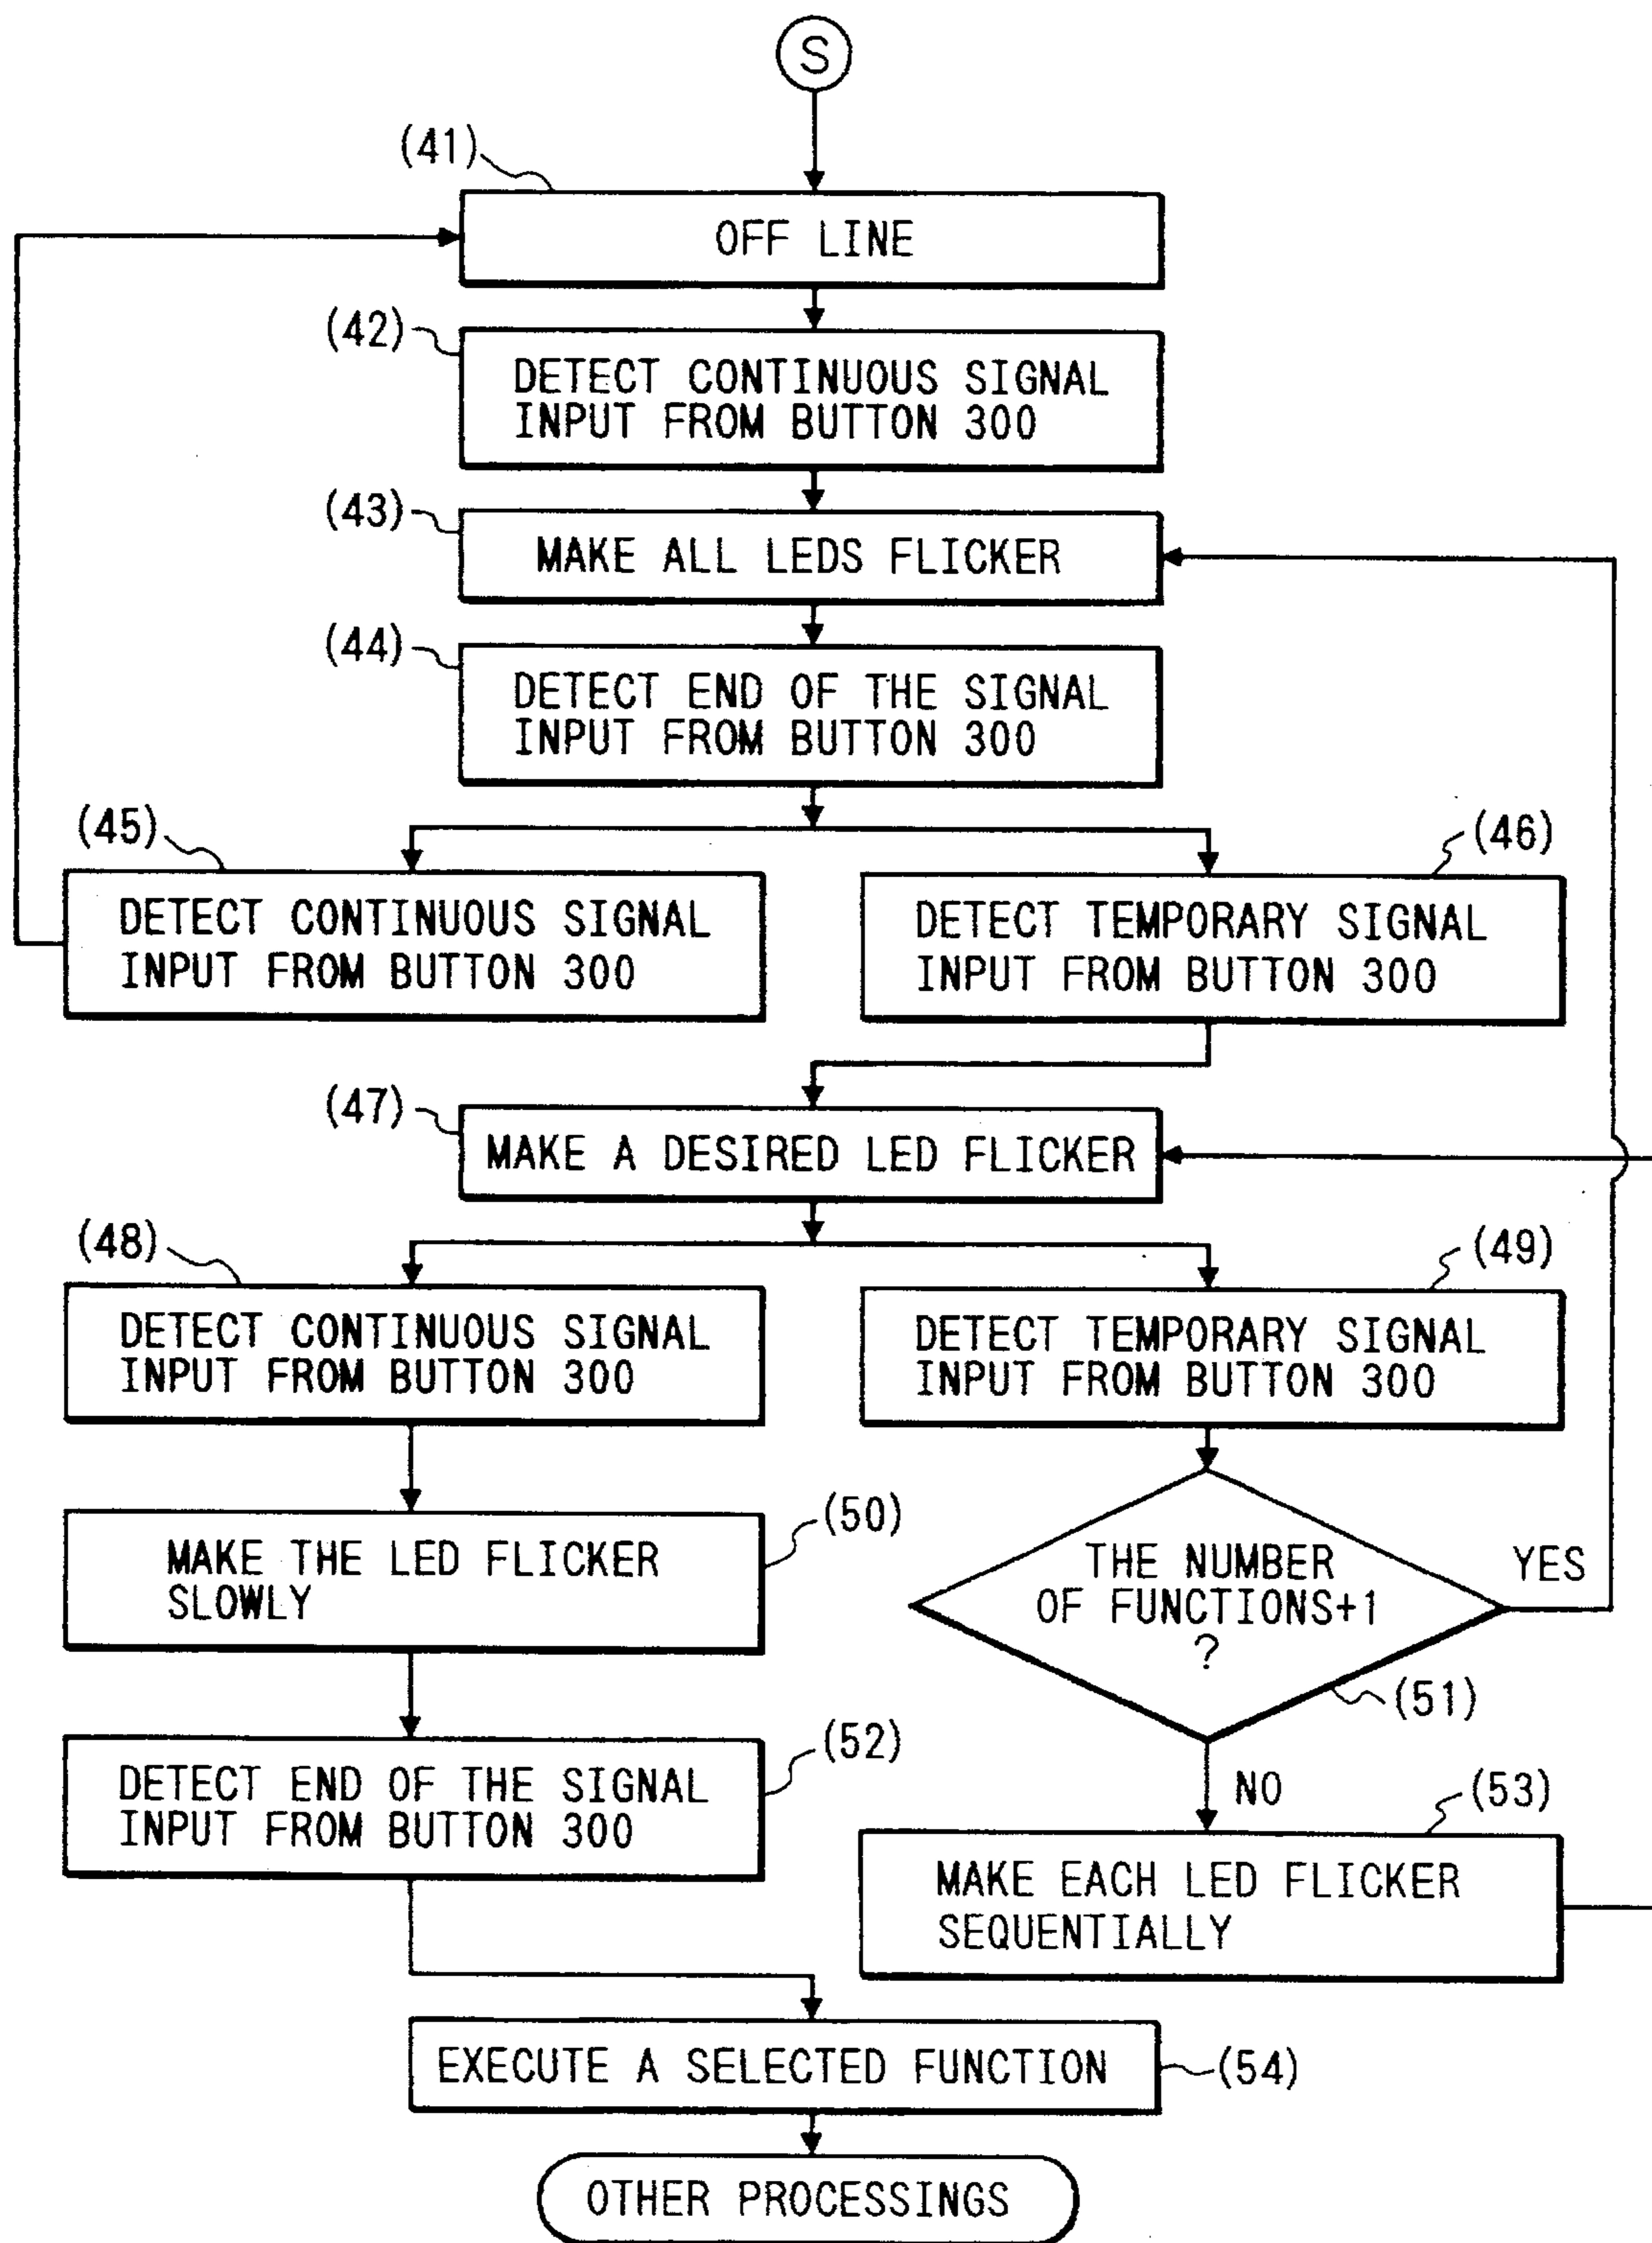 S
(41)
OFF LINE
(42)
DETECT CONTINUOUS SIGNAL
INPUT FROM BUTTON 300
(43)
MAKE ALL LEDS FLICKER
(44)
DETECT END OF THE SIGNAL
INPUT FROM BUTTON 300
(45)
DETECT CONTINUOUS SIGNAL
INPUT FROM BUTTON 300
(46)
DETECT TEMPORARY SIGNAL
INPUT FROM BUTTON 300
(47)
MAKE A DESIRED LED FLICKER
(48)
DETECT CONTINUOUS SIGNAL
INPUT FROM BUTTON 300
(49)
DETECT TEMPORARY SIGNAL
INPUT FROM BUTTON 300
(50)
MAKE THE LED FLICKER
SLOWLY
THE NUMBER
OF FUNCTIONS+1
?
YES
(51)
NO
(52)
DETECT END OF THE SIGNAL
INPUT FROM BUTTON 300
(53)
MAKE EACH LED FLICKER
SEQUENTIALLY
EXECUTE A SELECTED FUNCTION
(54)
OTHER PROCESSINGS